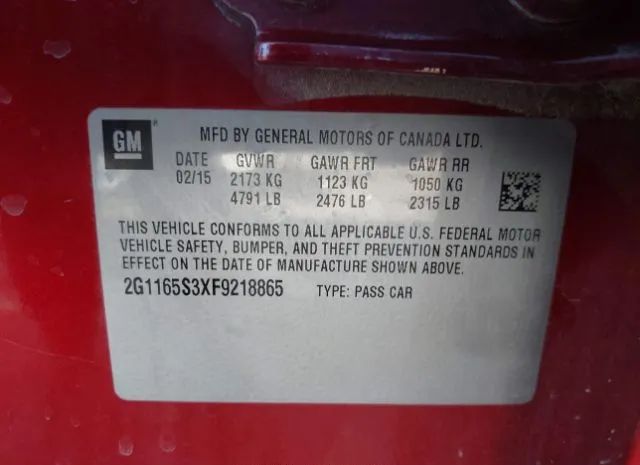 GM
®
MFD BY GENERAL MOTORS OF CANADA LTD.
DATE GVWR GAWR FRT GAWR RR
02/15 2173 KG 1123 KG 1050 KG
4791 LB 2476 LB 2315 LB
THIS VEHICLE CONFORMS TO ALL APPLICABLE U.S. FEDERAL MOTOR
VEHICLE SAFETY, BUMPER, AND THEFT PREVENTION STANDARDS IN
EFFECT ON THE DATE OF MANUFACTURE SHOWN ABOVE.
2G1165S3XF9218865 TYPE: PASS CAR